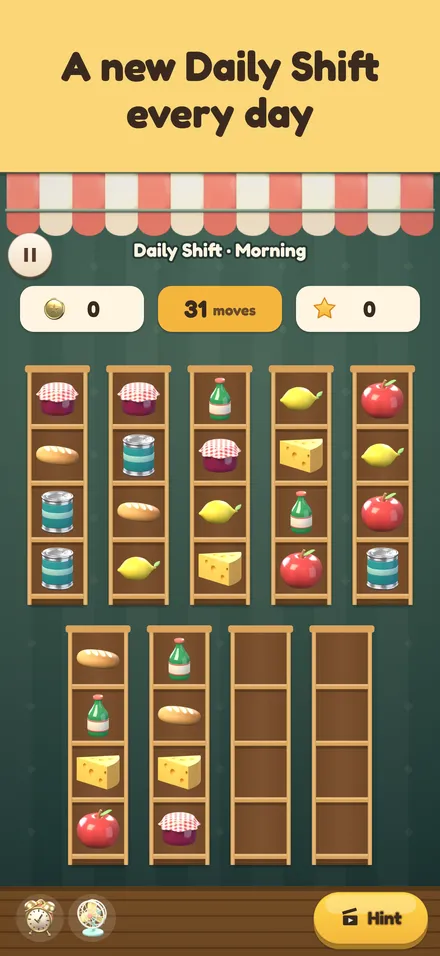 A new Daily Shift
every day
Daily Shift · Morning
0
31 moves
0
Hint